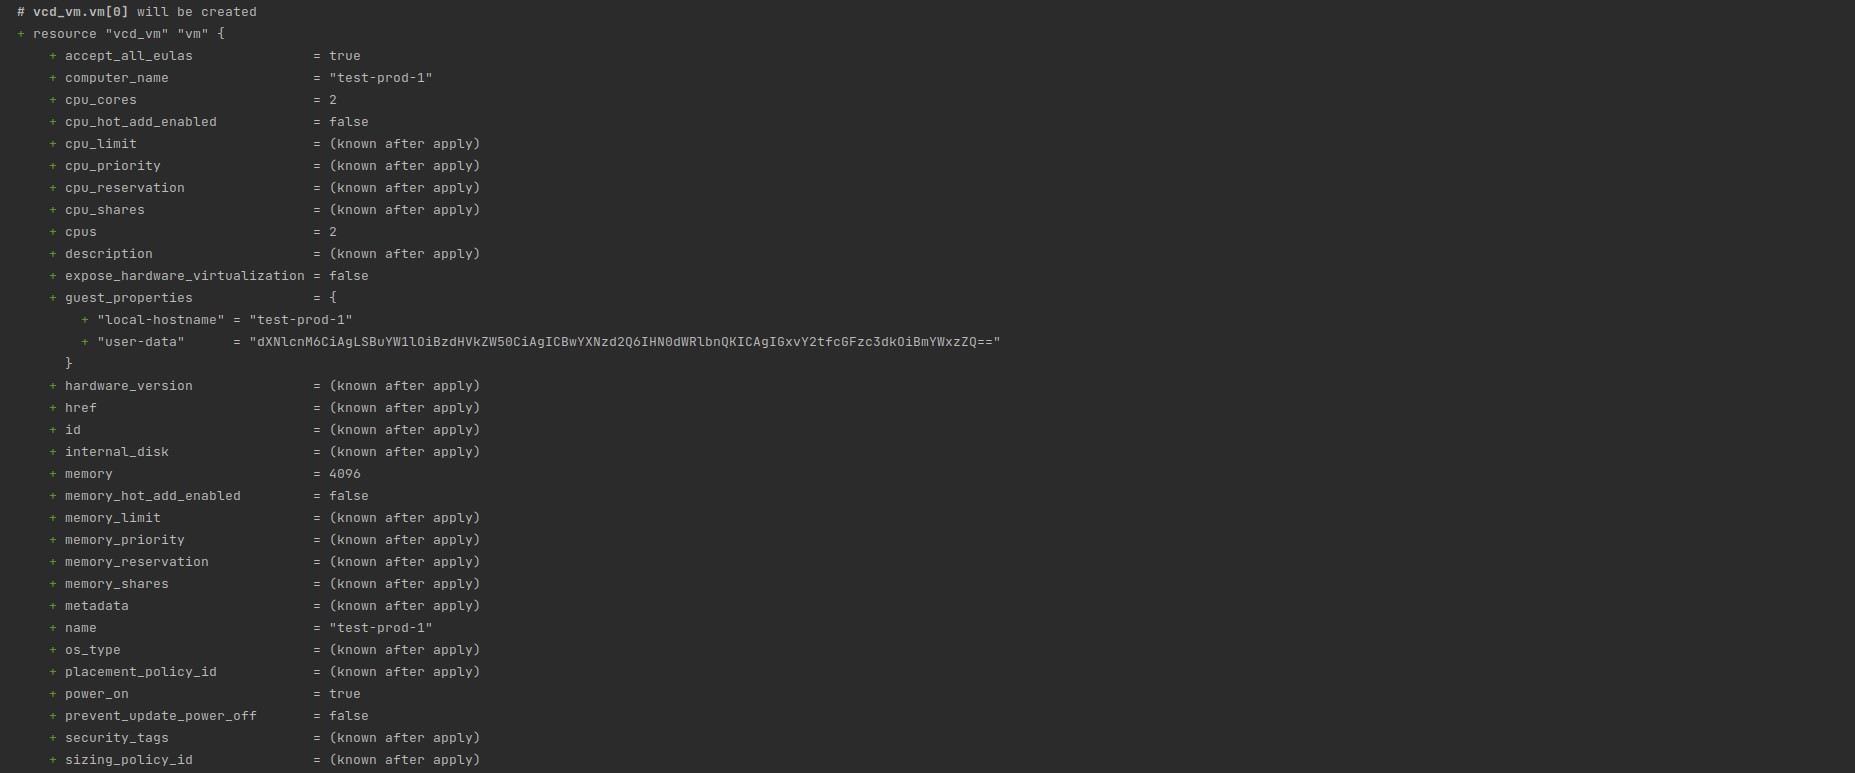 # vcd_vm.vm[0] will be created
+ resource "vcd_vm" "vm" {
+ accept_all_eulas = true
+ computer_name = "test-prod-1"
+ cpu_cores = 2
+ cpu_hot_add_enabled = false
+ cpu_limit = (known after apply)
+ cpu_priority = (known after apply)
+ cpu_reservation = (known after apply)
+ cpu_shares = (known after apply)
+ cpus = 2
+ description = (known after apply)
+ expose_hardware_virtualization = false
+ guest_properties = {
+ "local-hostname" = "test-prod-1"
+ "user-data" = "dXNlcnM6CiAgLSBuYW1lOiBzdHVkZW50CiAgICBwYXNzd2Q6IHN0dWRlbnQKICAgIGxvY2tfcGFzc3dkOiBmYWxzZQ=="
}
+ hardware_version = (known after apply)
+ href = (known after apply)
+ id = (known after apply)
+ internal_disk = (known after apply)
+ memory = 4096
+ memory_hot_add_enabled = false
+ memory_limit = (known after apply)
+ memory_priority = (known after apply)
+ memory_reservation = (known after apply)
+ memory_shares = (known after apply)
+ metadata = (known after apply)
+ name = "test-prod-1"
+ os_type = (known after apply)
+ placement_policy_id = (known after apply)
+ power_on = true
+ prevent_update_power_off = false
+ security_tags = (known after apply)
+ sizing_policy_id = (known after apply)